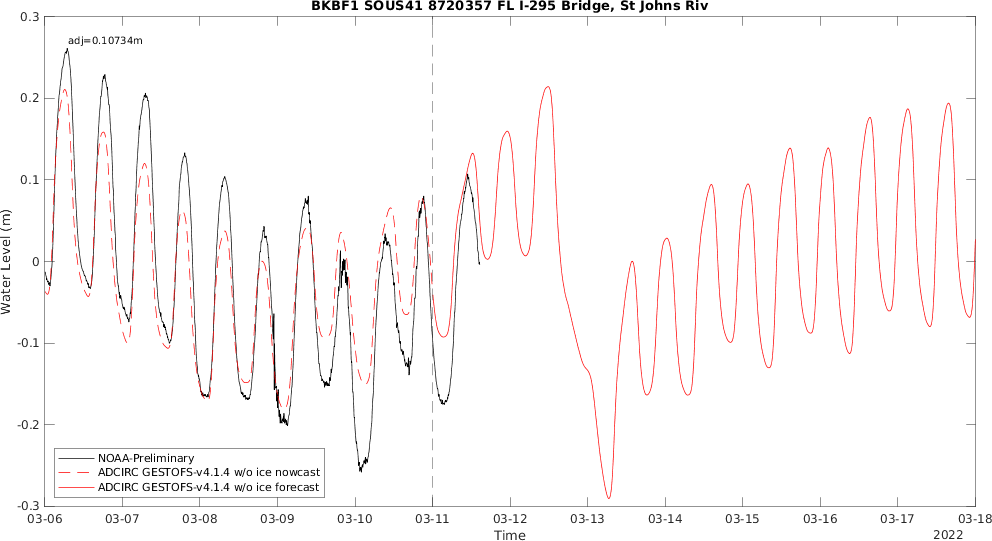 BKBF1 SOUS41 8720357 FL I-295 Bridge, St Johns Riv
adj=0.10734m
Water Level (m)
0.3
0.2
0.1
0
-0.1
-0.2
-0.3
NOAA-Preliminary
ADCIRC GESTOFS-v4.1.4 w/o ice nowcast
ADCIRC GESTOFS-v4.1.4 w/o ice forecast
03-06 03-07 03-08 03-09 03-10 03-11 03-12 03-13 03-14 03-15 03-16 03-17 03-18
Time
2022